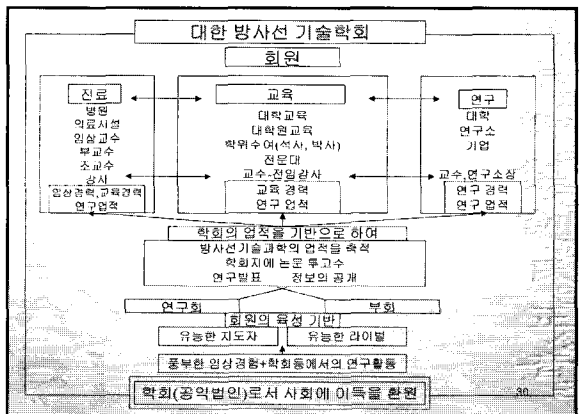 대한 방사선 기술학회
회원
진료
병원
의료시설
임상교수
부교수
조교수
강사
임상경력,교육경력
연구업적
교육
대학교육
대학원교육
학위수여(석사, 박사)
전문대
교수-전임강사
교육 경력
연구 업적
연구
대학
연구소
기업
교수,연구소장
연구 경력
연구 업적
학회의 업적을 기반으로 하여
방사선기술과학의 업적을 축적
학회지에 논문 투고수
연구발표 정보의 공개
연구회 부회
회원의 육성 기반
유능한 지도자 유능한 라이벌
풍부한 임상경험+학회등에서의 연구활동
학회(공익법인)로서 사회에 이득을 환원
30